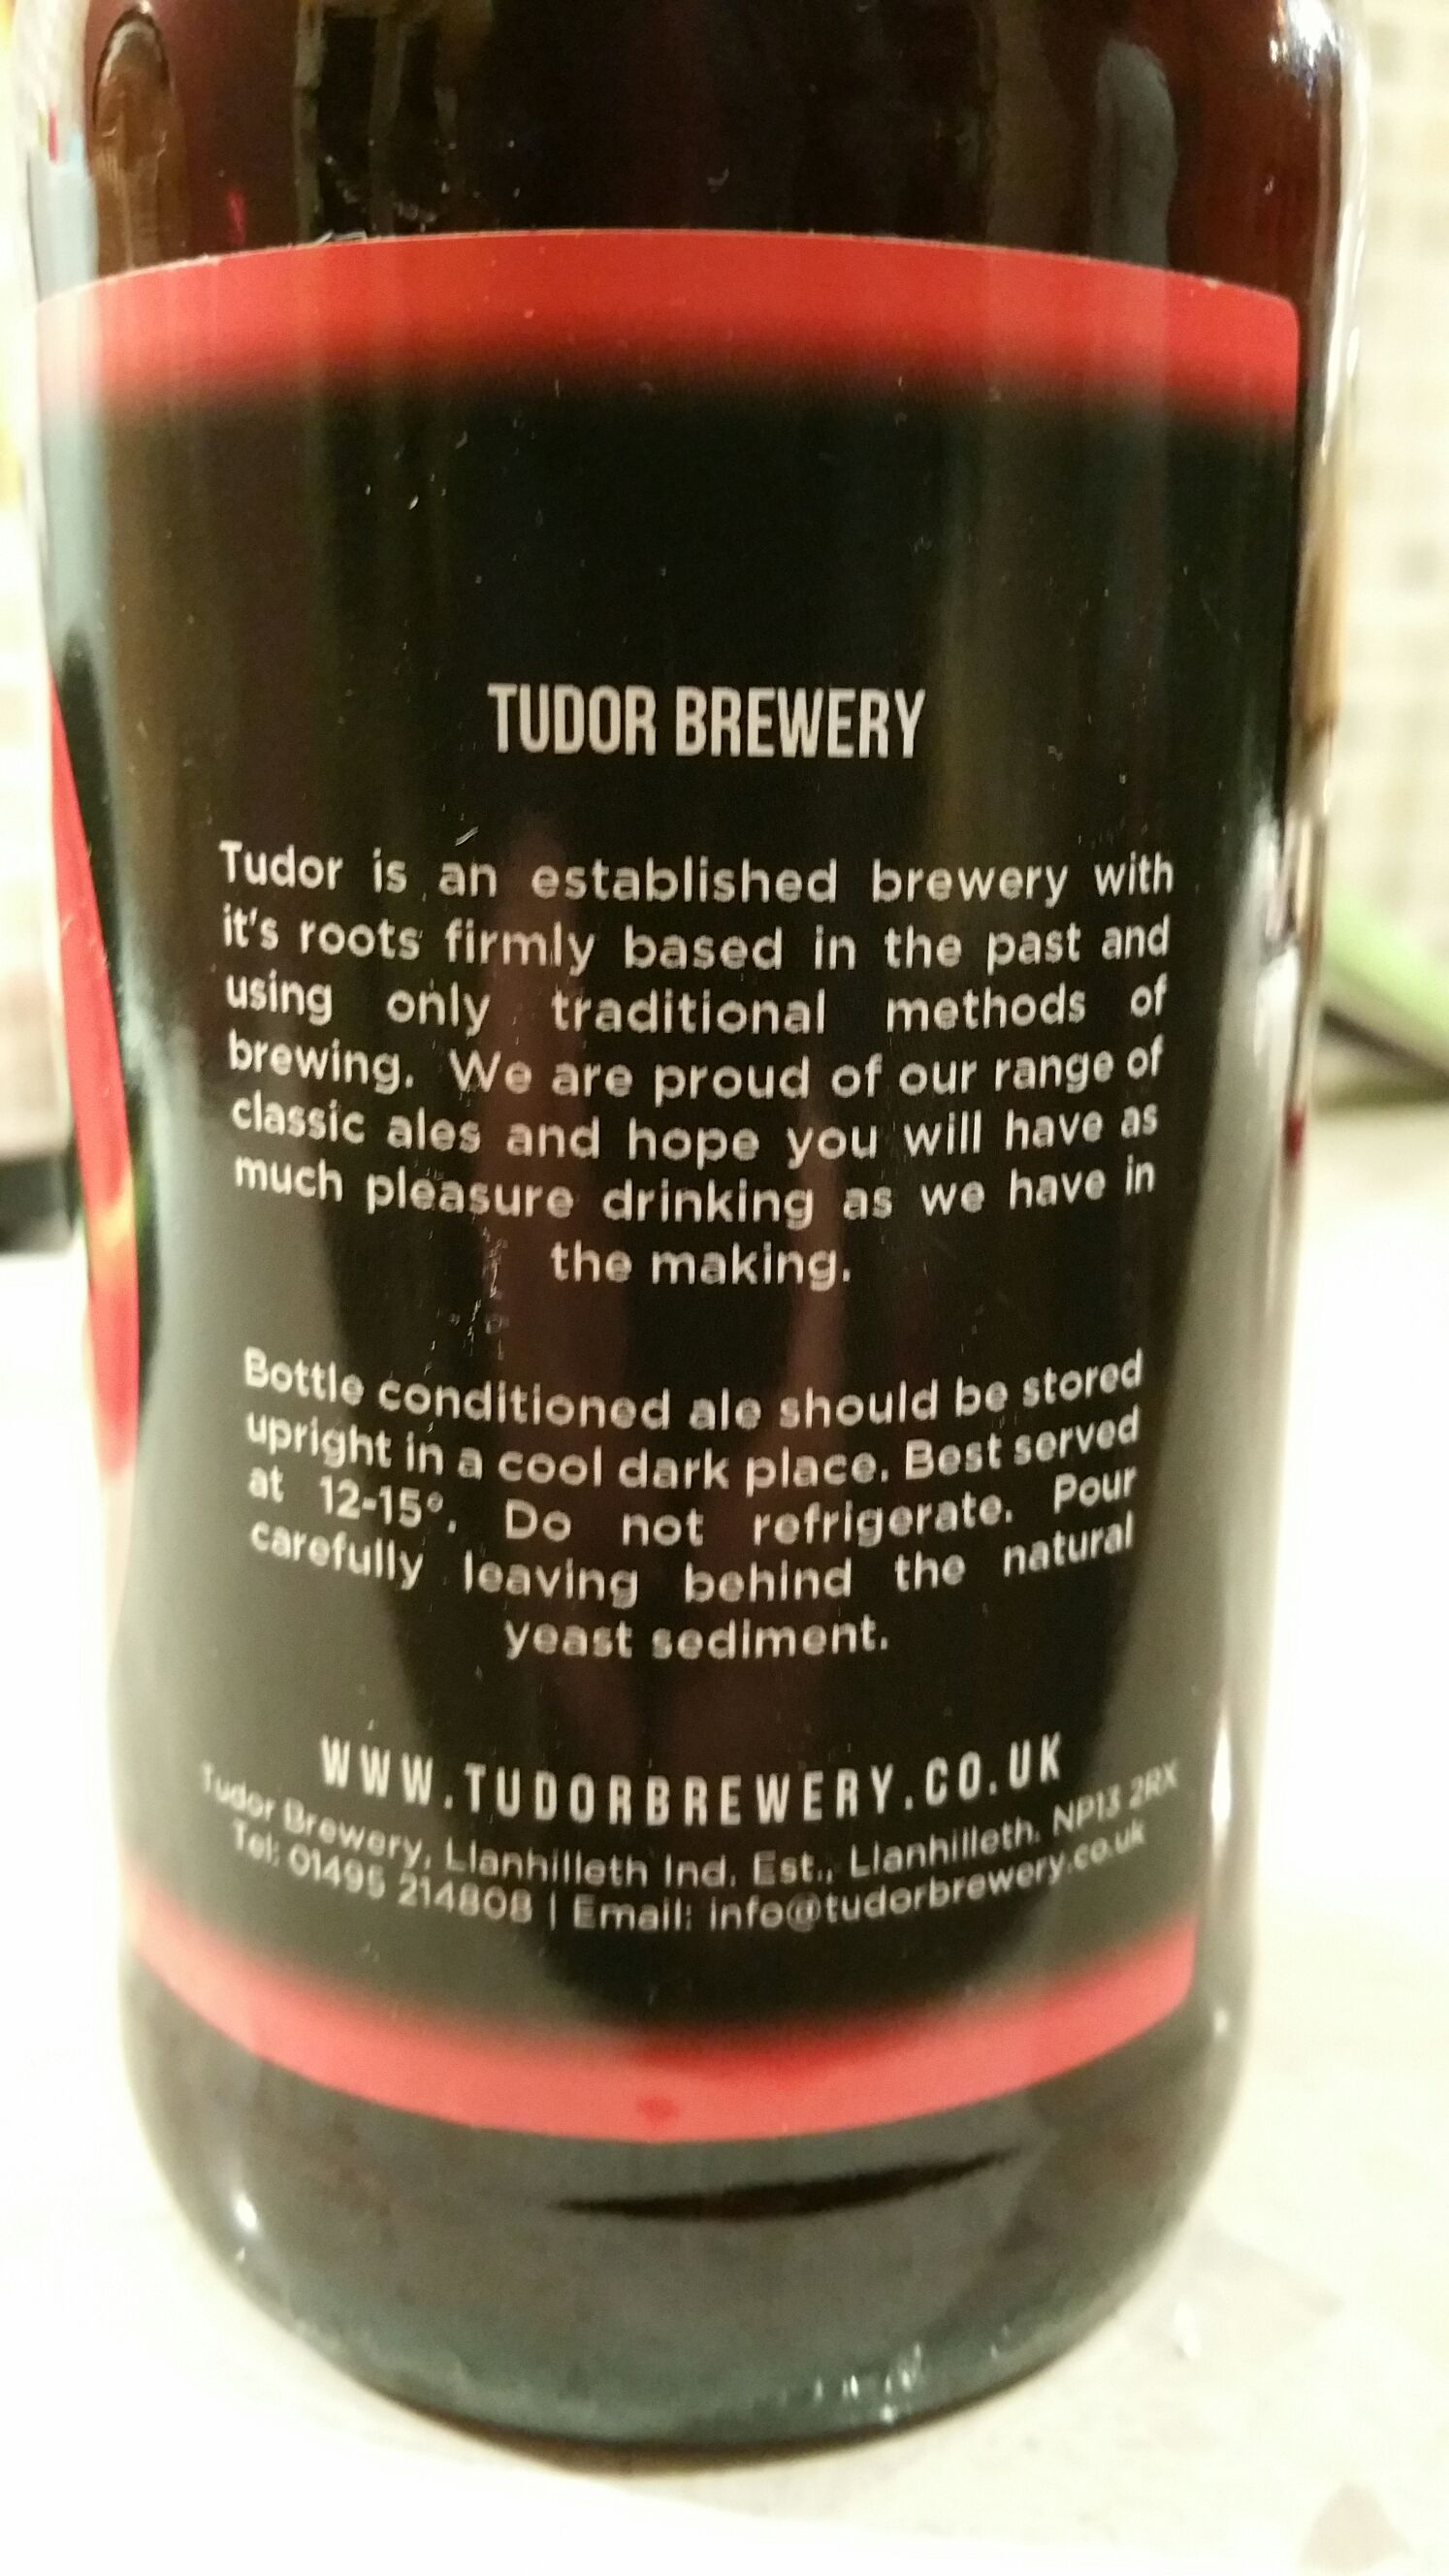 TUDOR BREWERY
Tudor is an established brewery with
it's roots firmly based in the past and
using only traditional methods of
brewing. We are proud of our range of
classic ales and hope you will have as
much pleasure drinking as we have in
the making.
Bottle conditioned ale should be stored
upright in a cool dark place. Best served
at 12-15°. Do not refrigerate. Pour
carefully leaving behind the natural
yeast sediment.
WWW.TUDORBREWERY.CO.UK
Tudor Brewery, Llanhilleth Ind. Est., Llanhilleth. NP13 2RX
Tel: 01495 214808 | Email: info@tudorbrewery.co.uk